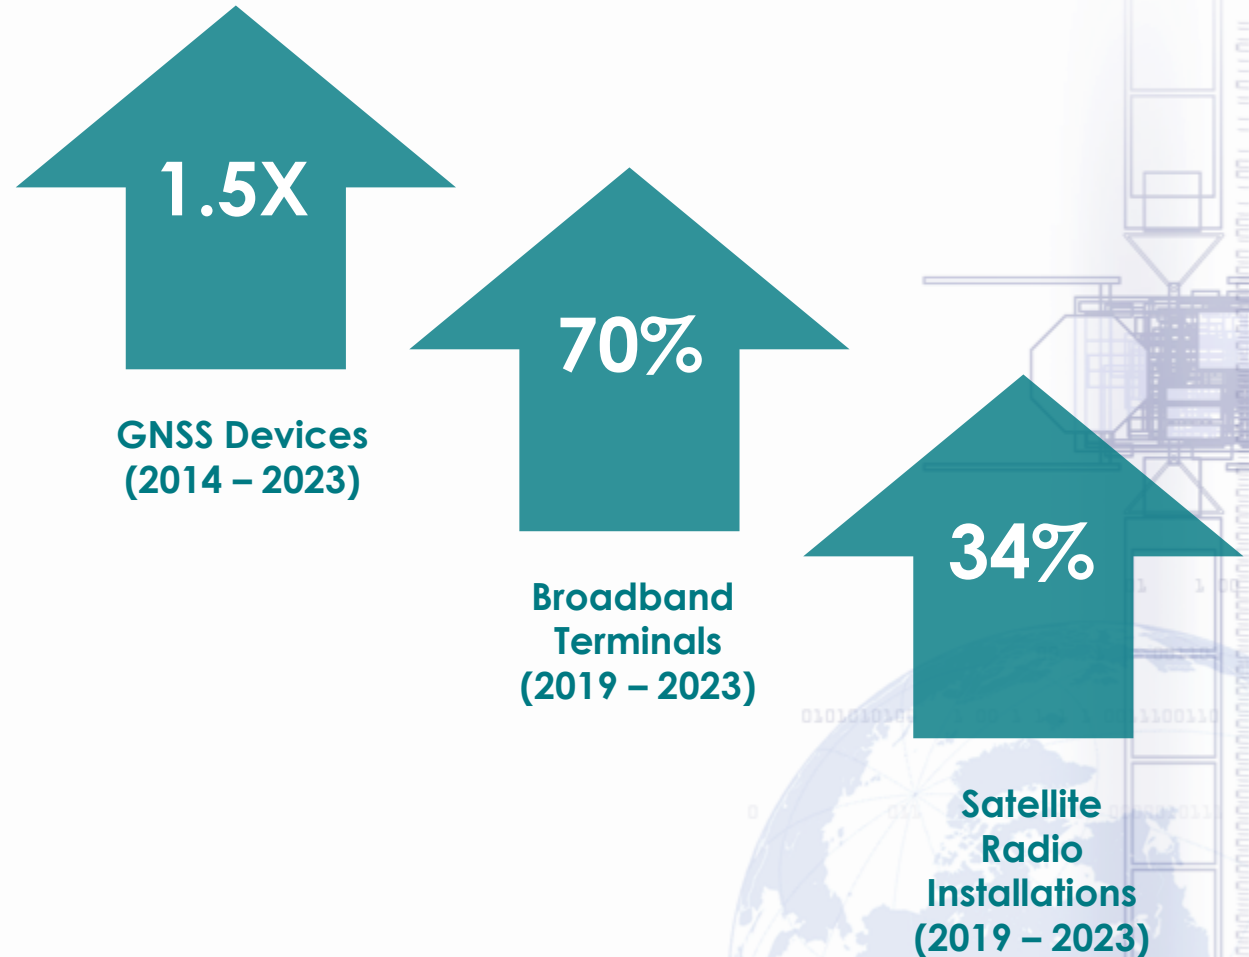 1.5X
GNSS Devices
(2014 – 2023)
70%
Broadband
Terminals
(2019 – 2023)
34%
Satellite
Radio
Installations
(2019 – 2023)